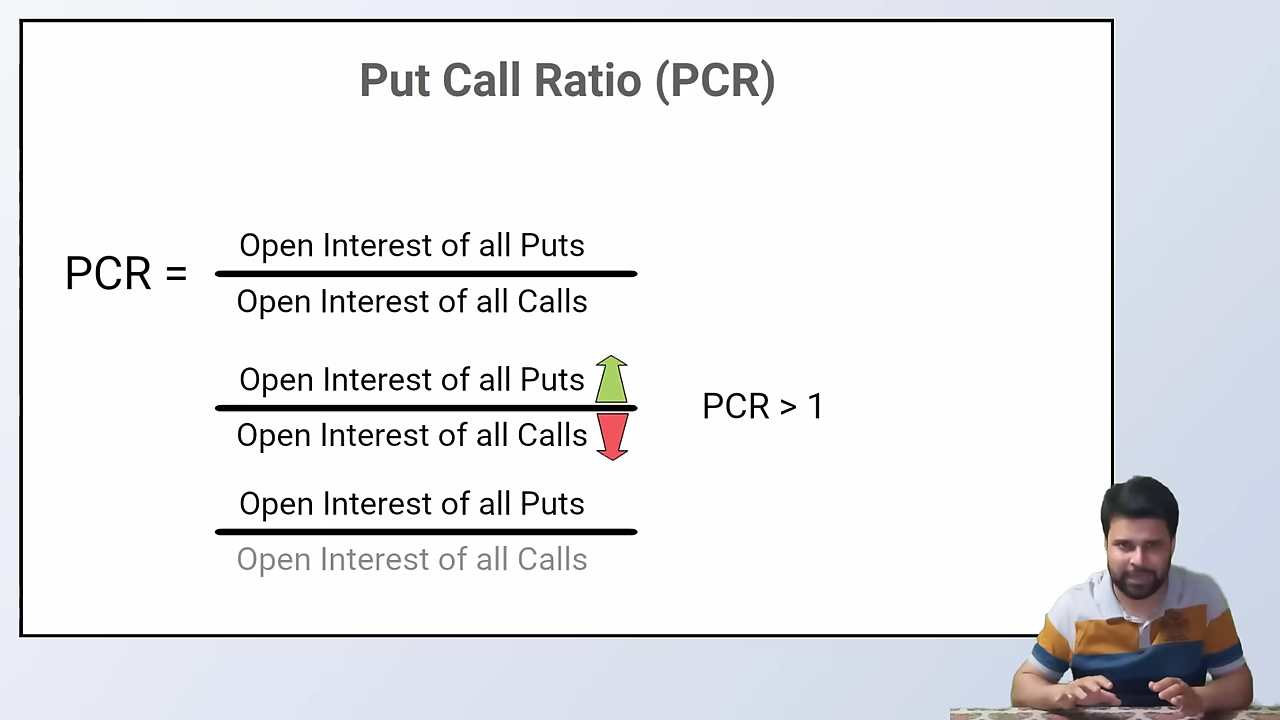 Put Call Ratio (PCR)
PCR =
Open Interest of all Puts
Open Interest of all Calls
Open Interest of all Puts
Open Interest of all Calls
PCR > 1
Open Interest of all Puts
Open Interest of all Calls